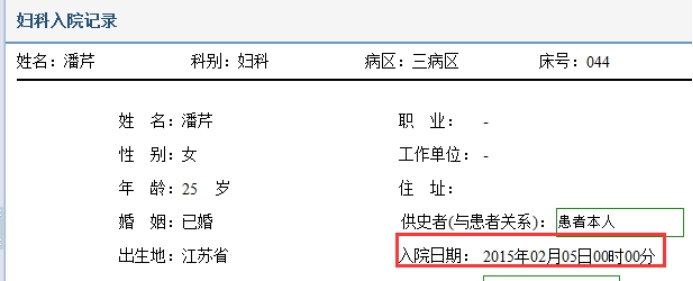 妇科入院记录
姓名：潘芹 科别：妇科 病区：三病区 床号：044
姓 名：潘芹 职 业： -
性 别：女 工作单位：-
年 龄：25 岁 住 址：
婚 姻：已婚 供史者(与患者关系)：患者本人
出生地：江苏省 入院日期： 2015年02月05日00时00分